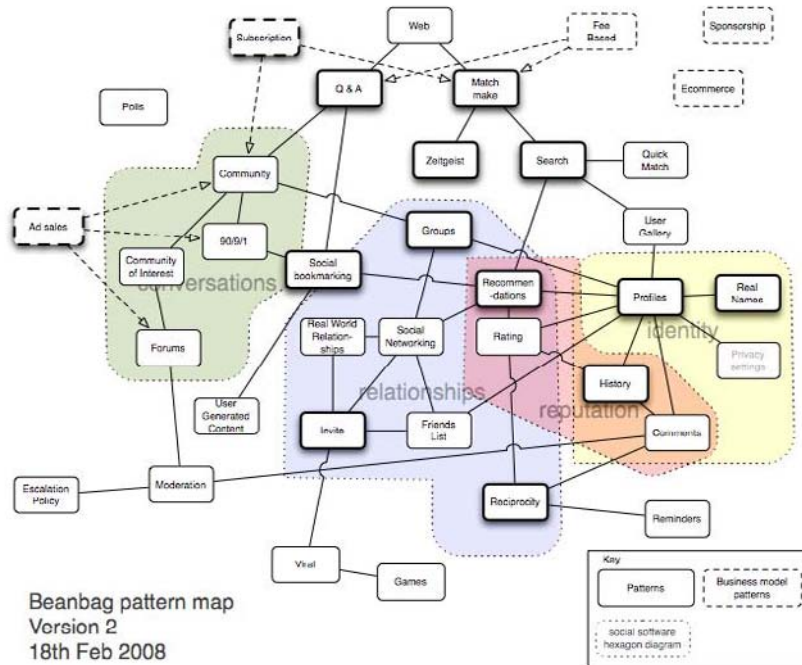 Web
Subscription
Fee
Based
Sponsorship
Q & A
Match
make
Ecommerce
Polls
Community
Zeitgeist
Search
Quick
Match
Ad sales
90/9/1
Groups
User
Gallery
Community
of Interest
Social
bookmarking
conversations
Recommen
-dations
Profiles
Real
Names
Real World
Relation-
ships
Social
Networking
Rating
identity
Forums
Privacy
settings
History
relationships
reputation
User
Generated
Content
Invite
Friends
List
Comments
Escalation
Policy
Moderation
Reciprocity
Reminders
Viral
Games
Key
Patterns
Business model
patterns
social software
hexagon diagram
Beanbag pattern map
Version 2
18th Feb 2008